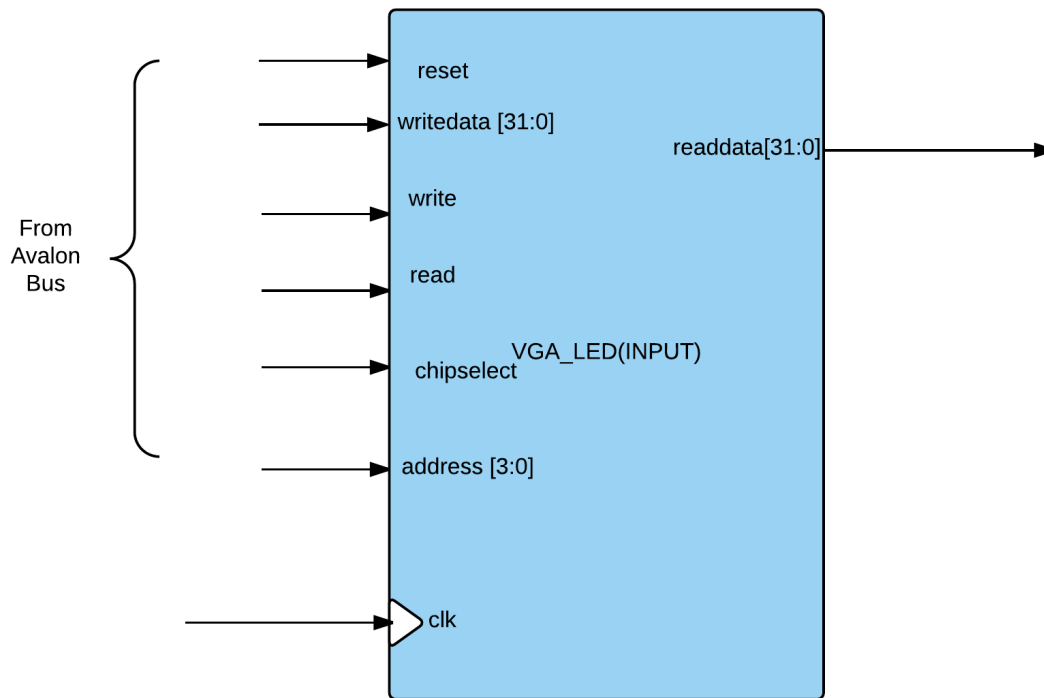 From
Avalon
Bus
reset
writedata [31:0]
readdata[31:0]
write
read
VGA_LED(INPUT)
chipselect
address [3:0]
clk